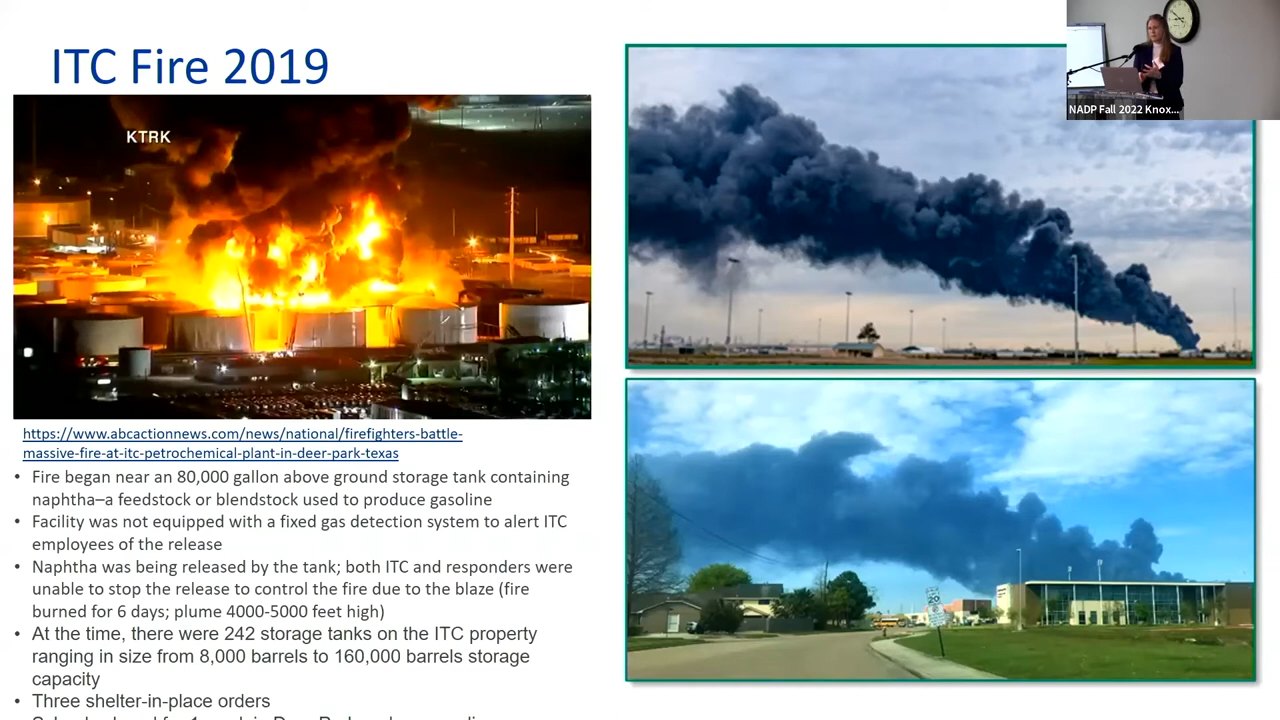 ITC Fire 2019
KTRK
https://www.abcactionnews.com/news/national/firefighters-battle-
massive-fire-at-itc-petrochemical-plant-in-deer-park-texas
• Fire began near an 80,000 gallon above ground storage tank containing
naphtha–a feedstock or blendstock used to produce gasoline
• Facility was not equipped with a fixed gas detection system to alert ITC
employees of the release
• Naphtha was being released by the tank; both ITC and responders were
unable to stop the release to control the fire due to the blaze (fire
burned for 6 days; plume 4000-5000 feet high)
• At the time, there were 242 storage tanks on the ITC property
ranging in size from 8,000 barrels to 160,000 barrels storage
capacity
• Three shelter-in-place orders
NADP Fall 2022 Knox...
20